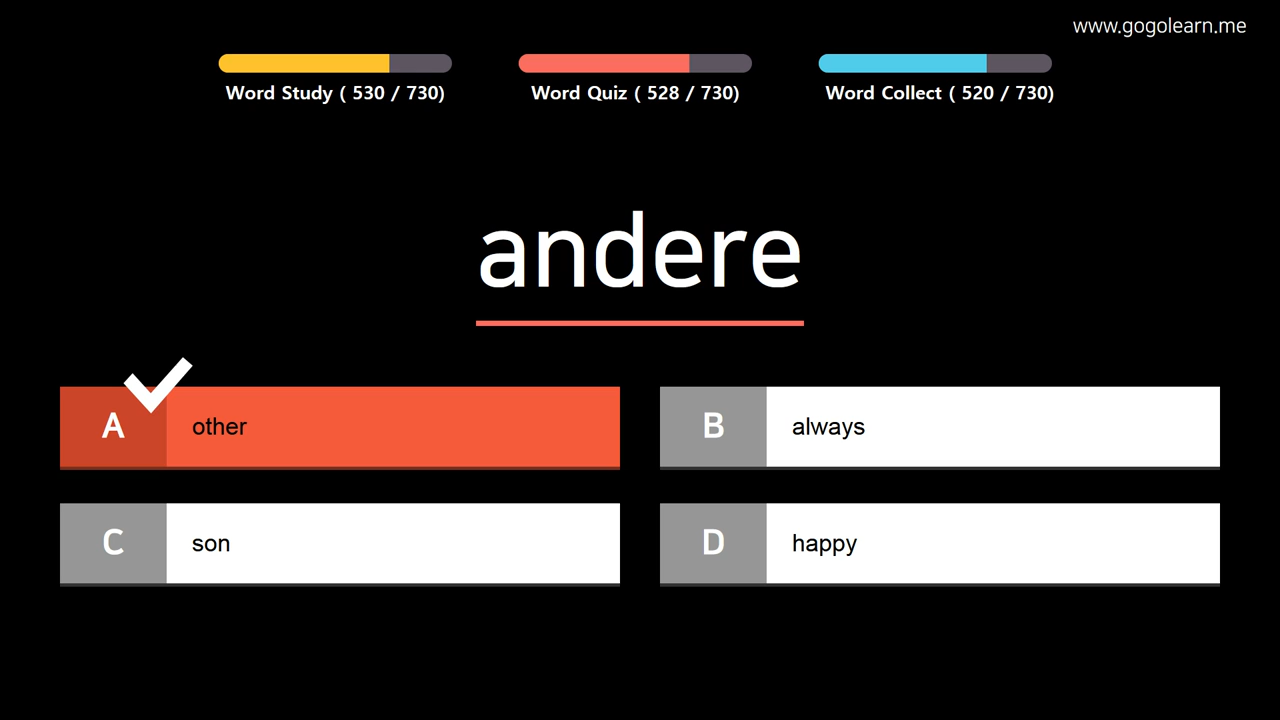 www.gogolearn.me
Word Study ( 530 / 730)
Word Quiz ( 528 / 730)
Word Collect ( 520 / 730)
andere
A other
B always
C son
D happy